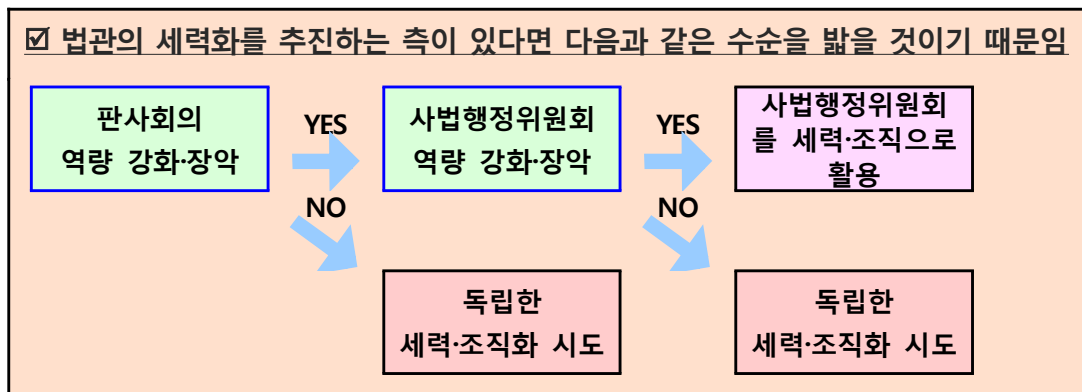 ☑ 법관의 세력화를 추진하는 측이 있다면 다음과 같은 수순을 밟을 것이기 때문임
판사회의
역량 강화·장악
YES
사법행정위원회
역량 강화·장악
YES
사법행정위원회
를 세력·조직으로
활용
NO
NO
독립한
세력·조직화 시도
독립한
세력·조직화 시도